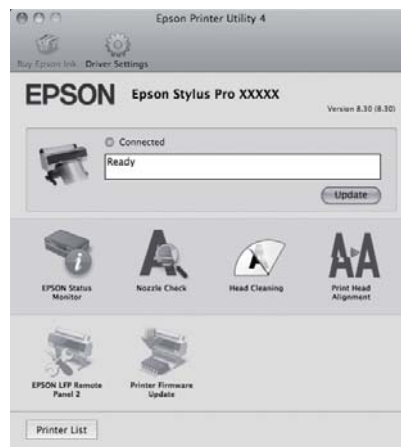 Epson Printer Utility 4
Buy Epson Ink Driver Settings
EPSON Epson Stylus Pro XXXXX
Version 8.30 (8.30)
Connected
Ready
Update
EPSON Status Monitor
Nozzle Check
Head Cleaning
Print Head Alignment
EPSON LFP Remote Panel 2
Printer Firmware Update
Printer List